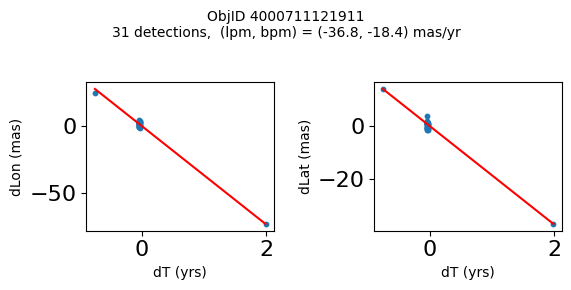 ObjID 4000711121911
31 detections,  (lpm, bpm) = (-36.8, -18.4) mas/yr
dLon (mas)
0
−50
0
2
dT (yrs)
dLat (mas)
0
−20
0
2
dT (yrs)